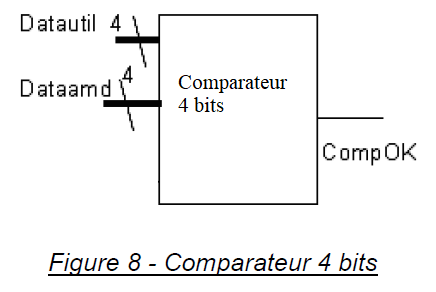 Datautil 4
4
Dataamd
Comparateur
4 bits
CompOK
Figure 8 - Comparateur 4 bits